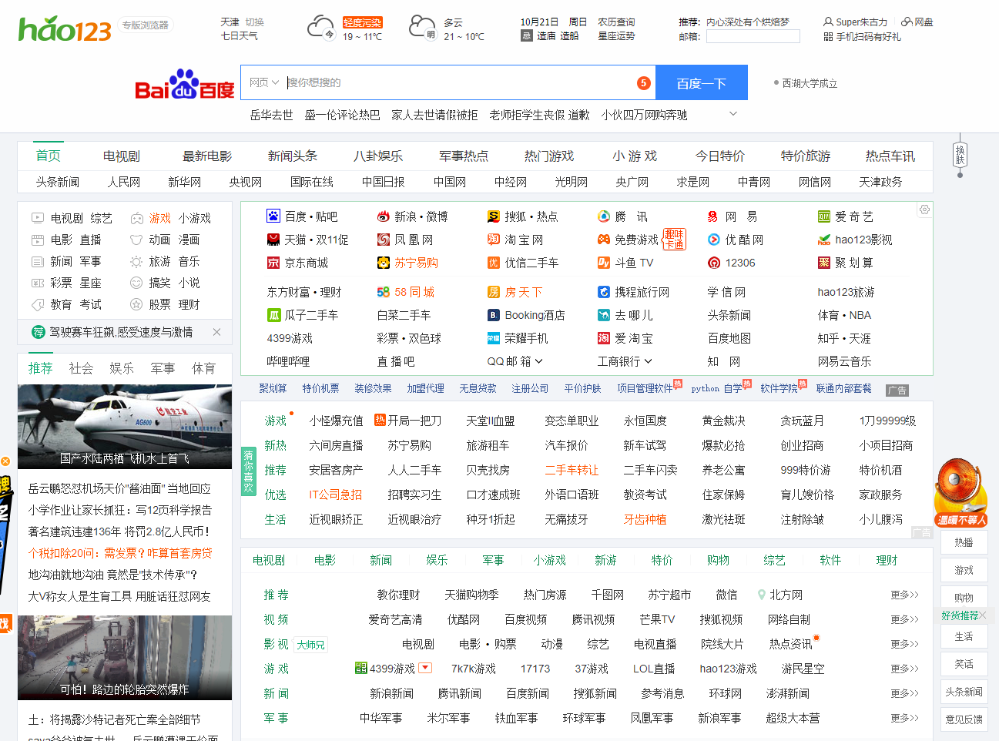 hao123 专版浏览器
天津 切换
七日天气
今 轻度污染
19 ~ 11℃
明 多云
21 ~ 10℃
10月21日 周日 农历查询
忌 造庙 造船 星座运势
推荐: 内心深处有个烘焙梦
邮箱:
Super朱古力 网盘
手机扫码有好礼
Bai du 百度 网页 搜你想搜的 5 百度一下 西湖大学成立
岳华去世 盛一伦评论热巴 家人去世请假被拒 老师拒学生丧假 道歉 小伙四万网购奔驰
换肤
首页 电视剧 最新电影 新闻头条 八卦娱乐 军事热点 热门游戏 小 游 戏 今日特价 特价旅游 热点车讯
头条新闻 人民网 新华网 央视网 国际在线 中国日报 中国网 中经网 光明网 央广网 求是网 中青网 网信网 天津政务
电视剧 综艺 游戏 小游戏
电影 直播 动画 漫画
新闻 军事 旅游 音乐
彩票 星座 搞笑 小说
教育 考试 股票 理财
荐 驾驶赛车狂飙,感受速度与激情
推荐 社会 娱乐 军事 体育
航空工业
AG600
国产水陆两栖飞机水上首飞
岳云鹏怒怼机场天价"酱油面" 当地回应
小学作业让家长抓狂：写12页科学报告
著名建筑违建136年 将罚2.8亿人民币！
个税扣除20问：需发票？咋算首套房贷
地沟油就地沟油 竟然是"技术传承"？
大V称女人是生育工具 用脏话狂怼网友
可怕！路边的轮胎突然爆炸
土：将揭露沙特记者死亡案全部细节
百度 • 贴吧 新浪 • 微博 搜狐 • 热点 腾 讯 网 易 爱 奇 艺
天猫 • 双11促 凤 凰 网 淘 宝 网 免费游戏 趣味卡通 优 酷 网 hao123影视
京东商城 苏宁易购 优信二手车 斗鱼 TV 12306 聚 划 算
东方财富 • 理财 58 同 城 房 天 下 携程旅行网 学 信 网 hao123旅游
瓜子二手车 白菜二手车 Booking酒店 去 哪 儿 头条新闻 体育 • NBA
4399游戏 彩票 • 双色球 荣耀手机 爱 淘 宝 百度地图 知乎 • 天涯
哔哩哔哩 直 播 吧 QQ 邮 箱 工商银行 知 网 网易云音乐
聚划算 特价机票 装修效果 加盟代理 无息贷款 注册公司 平价护肤 项目管理软件 热 python 自学 热 软件学院 热 联通内部套餐 广告
猜你喜欢
游戏 小怪爆充值 热 开局一把刀 天堂II血盟 变态单职业 永恒国度 黄金裁决 贪玩蓝月 1刀99999级
新热 六间房直播 苏宁易购 旅游租车 汽车报价 新车试驾 爆款必抢 创业招商 小项目招商
推荐 安居客房产 人人二手车 贝壳找房 二手车转让 二手车闪卖 养老公寓 999特价游 特价机酒
优选 IT公司急招 招聘实习生 口才速成班 外语口语班 教资考试 住家保姆 育儿嫂价格 家政服务
生活 近视眼矫正 近视眼治疗 种牙1折起 无痛拔牙 牙齿种植 激光祛斑 注射除皱 小儿腹泻
广告
电视剧 电影 新闻 娱乐 军事 小游戏 新游 特价 购物 综艺 软件 理财
推 荐 教你理财 天猫购物季 热门房源 千图网 苏宁超市 微信 北方网 更多>>
视 频 爱奇艺高清 优酷网 百度视频 腾讯视频 芒果TV 搜狐视频 网络自制 更多>>
影 视 大师兄 电视剧 电影 • 购票 动漫 综艺 电视直播 院线大片 热点资讯 更多>>
游 戏 4399游戏 7k7k游戏 17173 37游戏 LOL直播 hao123游戏 游民星空 更多>>
新 闻 新浪新闻 腾讯新闻 百度新闻 搜狐新闻 参考消息 环球网 澎湃新闻 更多>>
军 事 中华军事 米尔军事 铁血军事 环球军事 凤凰军事 新浪军事 超级大本营 更多>>
温暖不等人
热播
游戏
购物
好货推荐
生活
笑话
头条新闻
意见反馈